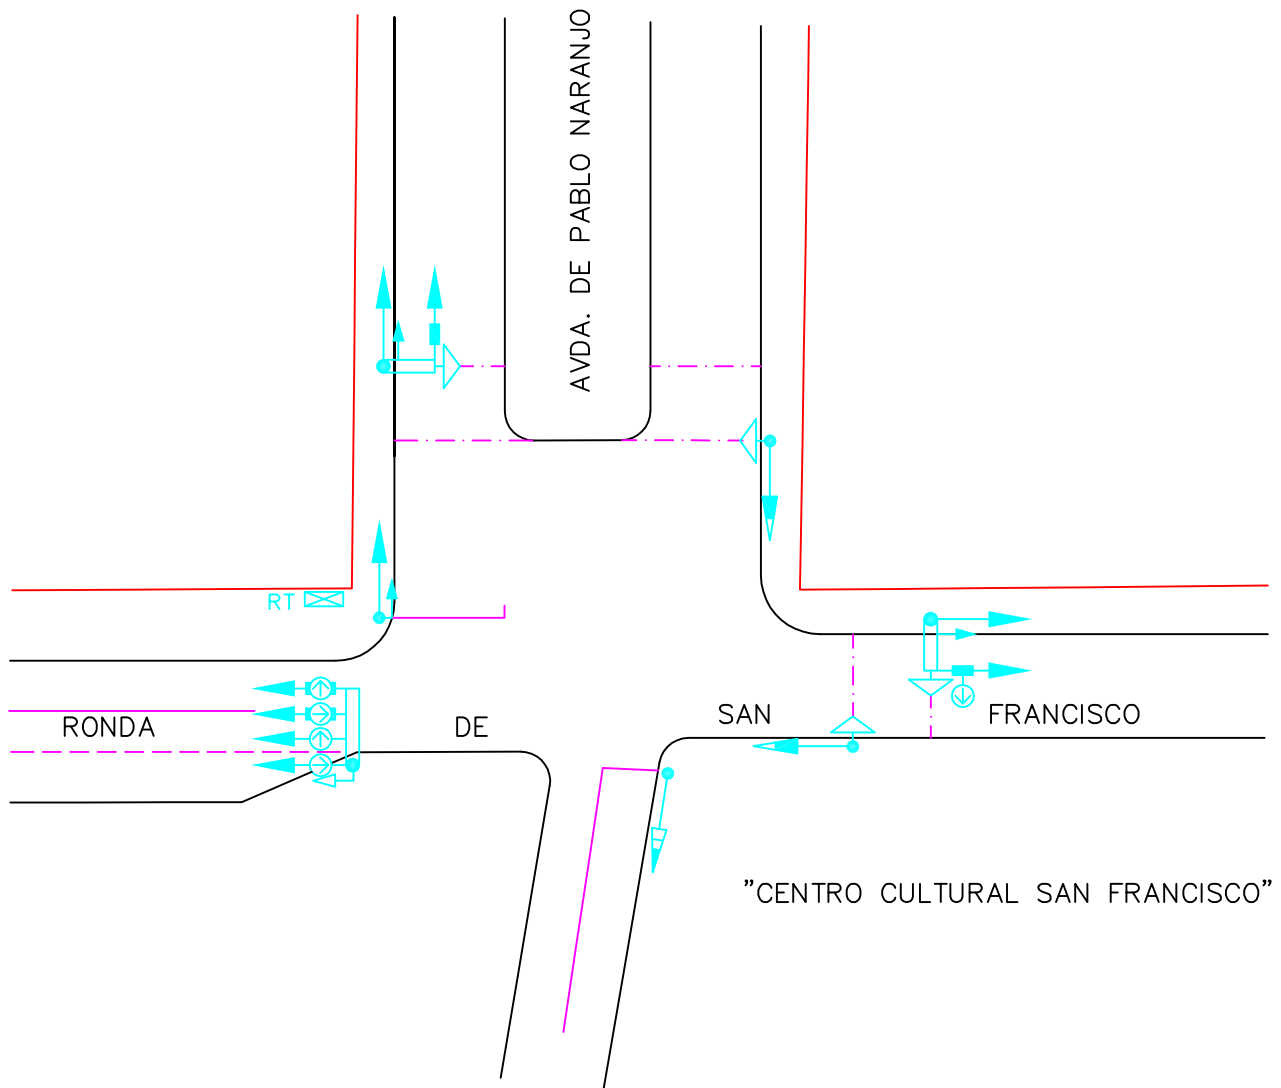 AVDA. DE PABLO NARANJO
RT
RONDA DE SAN FRANCISCO
"CENTRO CULTURAL SAN FRANCISCO"